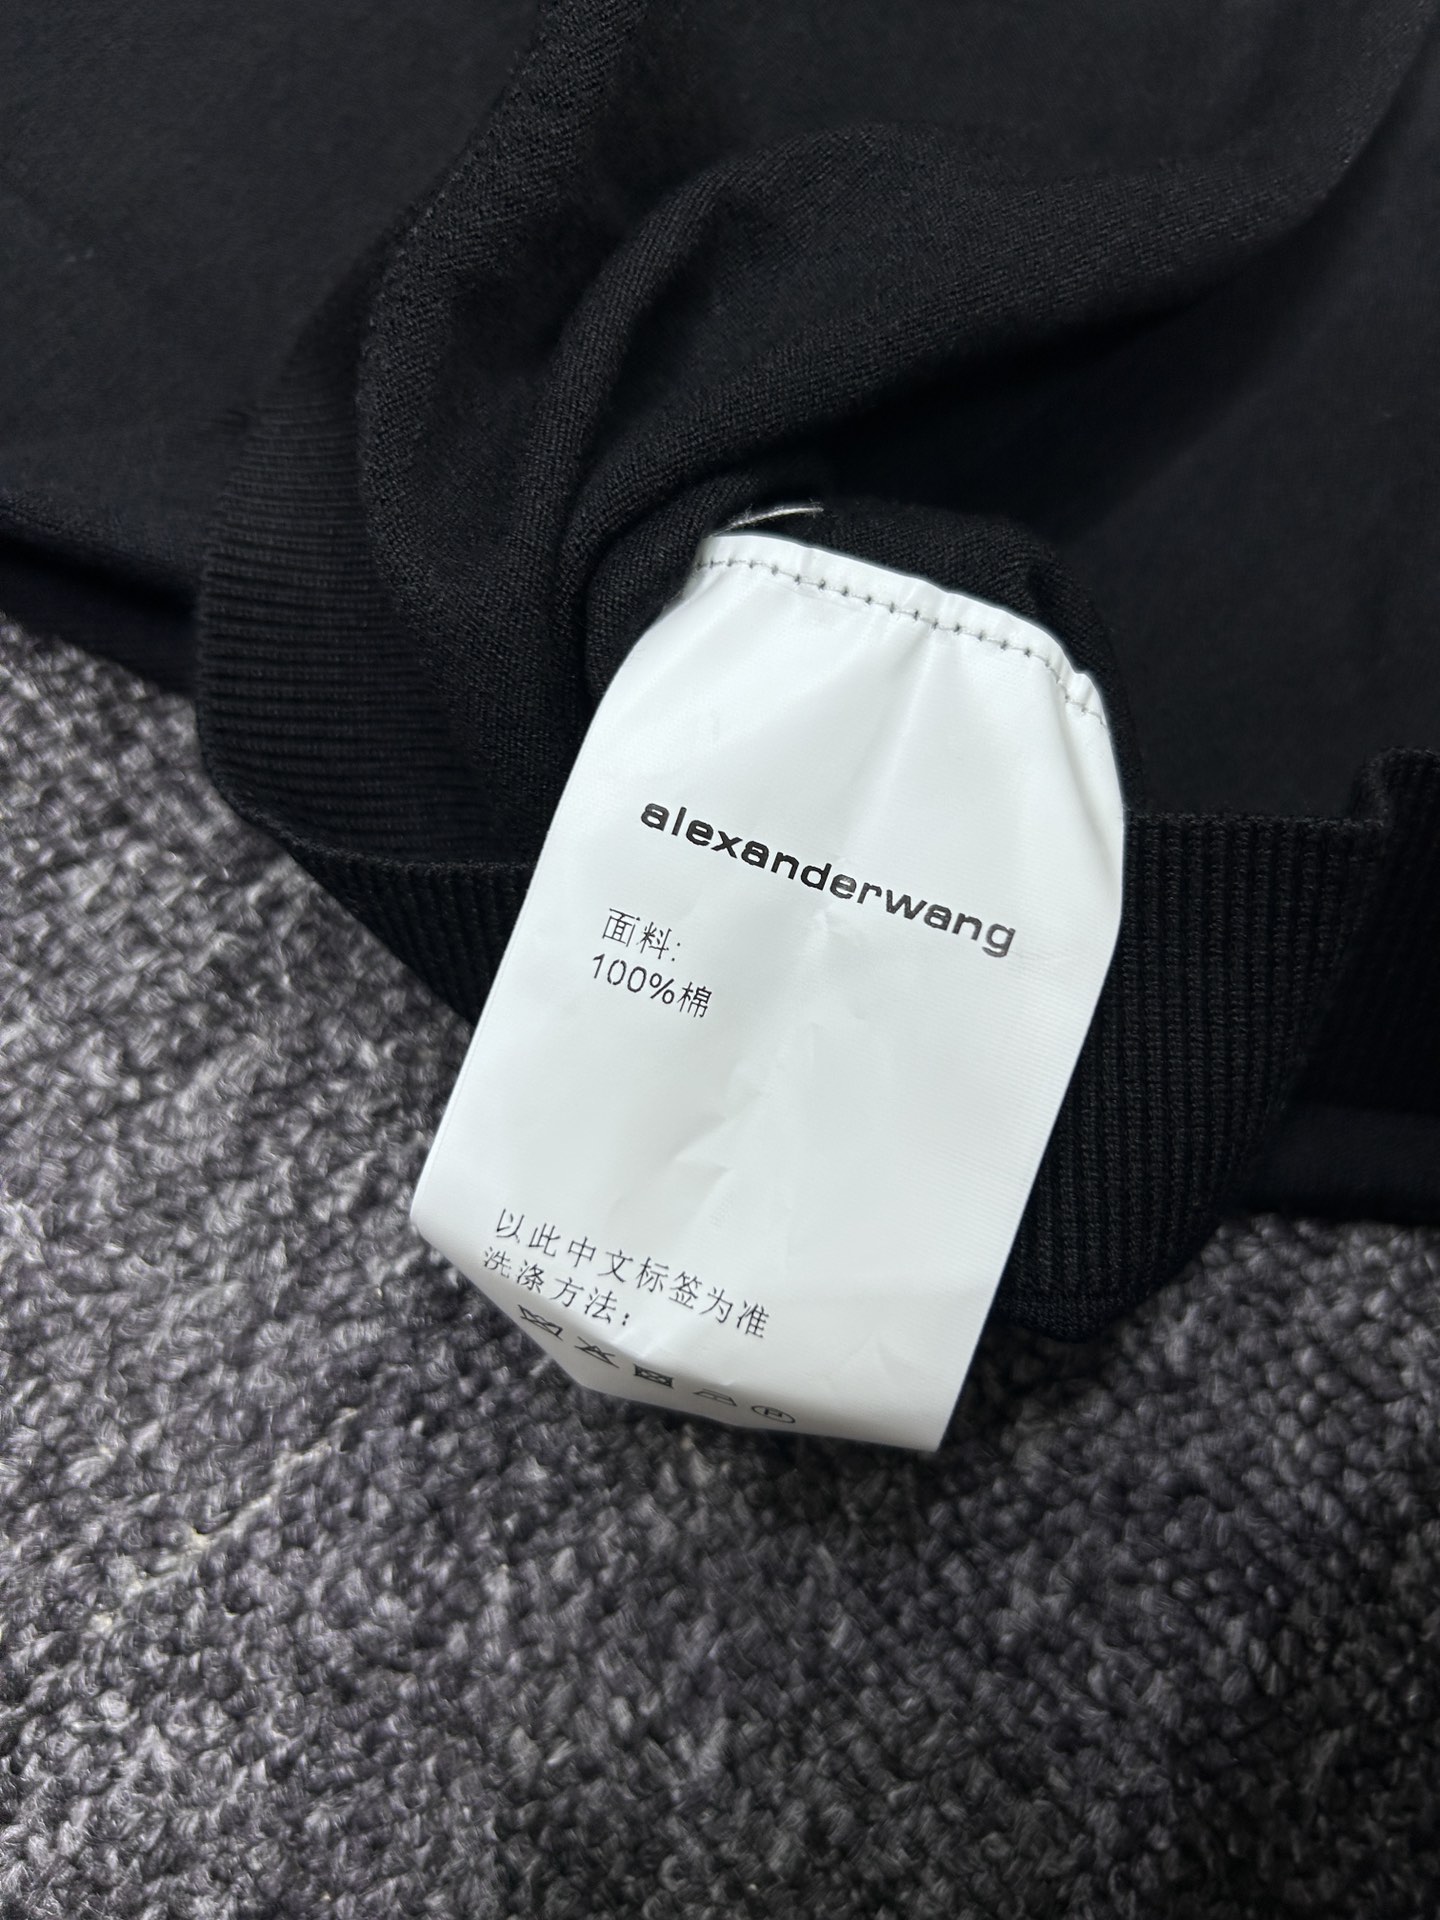 alexanderwang
面料:
100%棉
以此中文标签为准
洗涤方法:
P